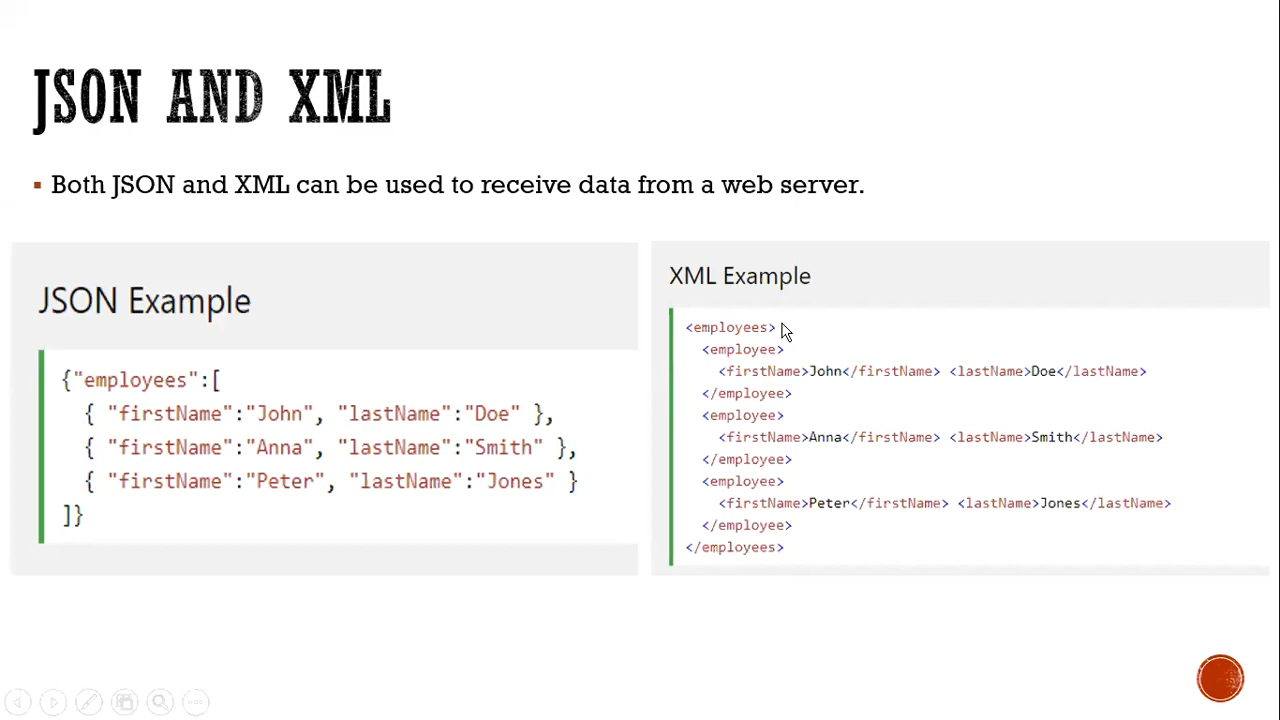 JSON AND XML
▪ Both JSON and XML can be used to receive data from a web server.
JSON Example
{"employees":[
  { "firstName":"John", "lastName":"Doe" },
  { "firstName":"Anna", "lastName":"Smith" },
  { "firstName":"Peter", "lastName":"Jones" }
]}
XML Example
<employees>
  <employee>
    <firstName>John</firstName> <lastName>Doe</lastName>
  </employee>
  <employee>
    <firstName>Anna</firstName> <lastName>Smith</lastName>
  </employee>
  <employee>
    <firstName>Peter</firstName> <lastName>Jones</lastName>
  </employee>
</employees>